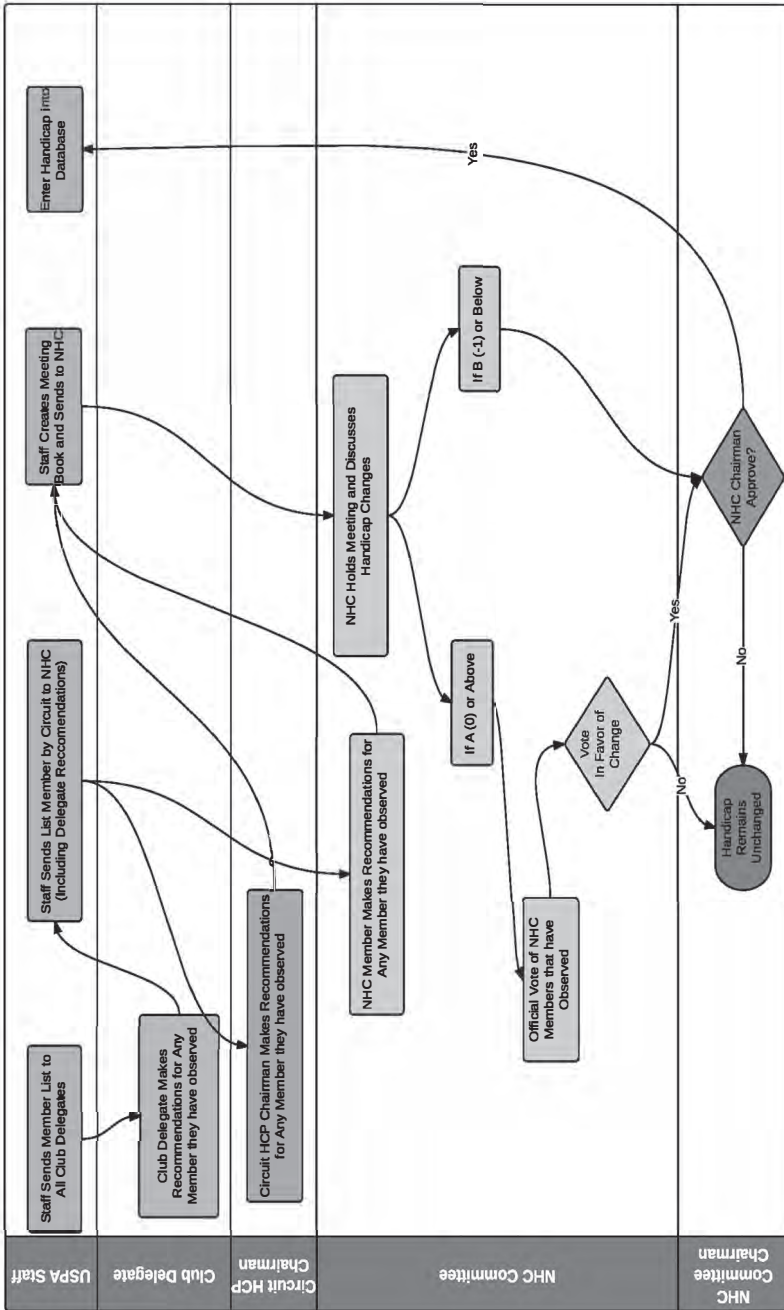 USPA Staff
Staff Sends Member List to
All Club Delegates
Staff Sends List Member by Circuit to NHC
(Including Delegate Reccomendations)
Staff Creates Meeting
Book and Sends to NHC
Enter Handicap into
Database
Club Delegate
Club Delegate Makes
Recommendations for Any
Member they have observed
Circuit HCP
Chairman
Circuit HCP Chairman Makes Recommendations
for Any Member they have observed
NHC Committee
NHC Member Makes Recommendations for
Any Member they have observed
NHC Holds Meeting and Discusses
Handicap Changes
If A (0) or Above
If B (-1) or Below
Official Vote of NHC
Members that have
Observed
Vote
In Favor of
Change
Yes
No
Yes
NHC
Committee
Chairman
NHC Chairman
Approve?
No
Handicap
Remains
Unchanged